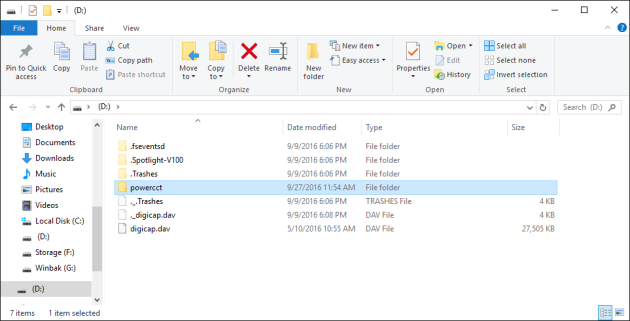 (D:)
File Home Share View
Pin to Quick access
Copy
Paste
Cut
Copy path
Paste shortcut
Clipboard
Move to
Copy to
Delete
Rename
Organize
New folder
New item
Easy access
New
Properties
Open
Edit
History
Open
Select all
Select none
Invert selection
Select
(D:)
Search (D:)
Desktop
Documents
Downloads
Music
Pictures
Videos
Local Disk (C:)
(D:)
Storage (F:)
Winbak (G:)
(D:)
Name Date modified Type Size
.fseventsd 9/9/2016 6:06 PM File folder
.Spotlight-V100 9/9/2016 6:06 PM File folder
.Trashes 9/9/2016 6:06 PM File folder
powercct 9/27/2016 11:54 AM File folder
._.Trashes 9/9/2016 6:06 PM TRASHES File 4 KB
._digicap.dav 9/9/2016 6:08 PM DAV File 4 KB
digicap.dav 5/10/2016 10:55 AM DAV File 27,505 KB
7 items 1 item selected